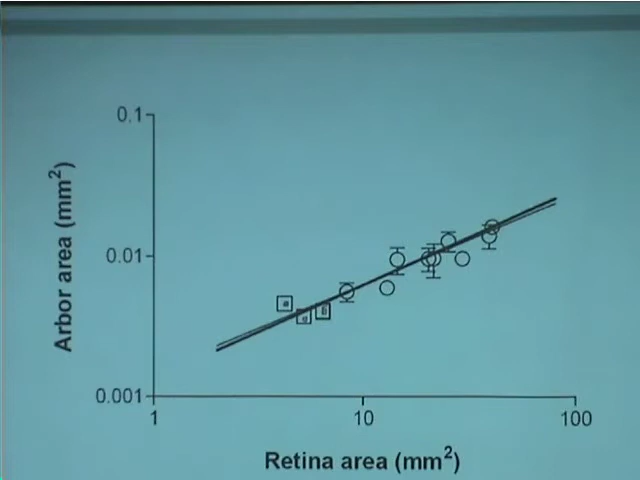 0.1
0.01
0.001
Arbor area (mm²)
a
d
b
1
10
100
Retina area (mm²)